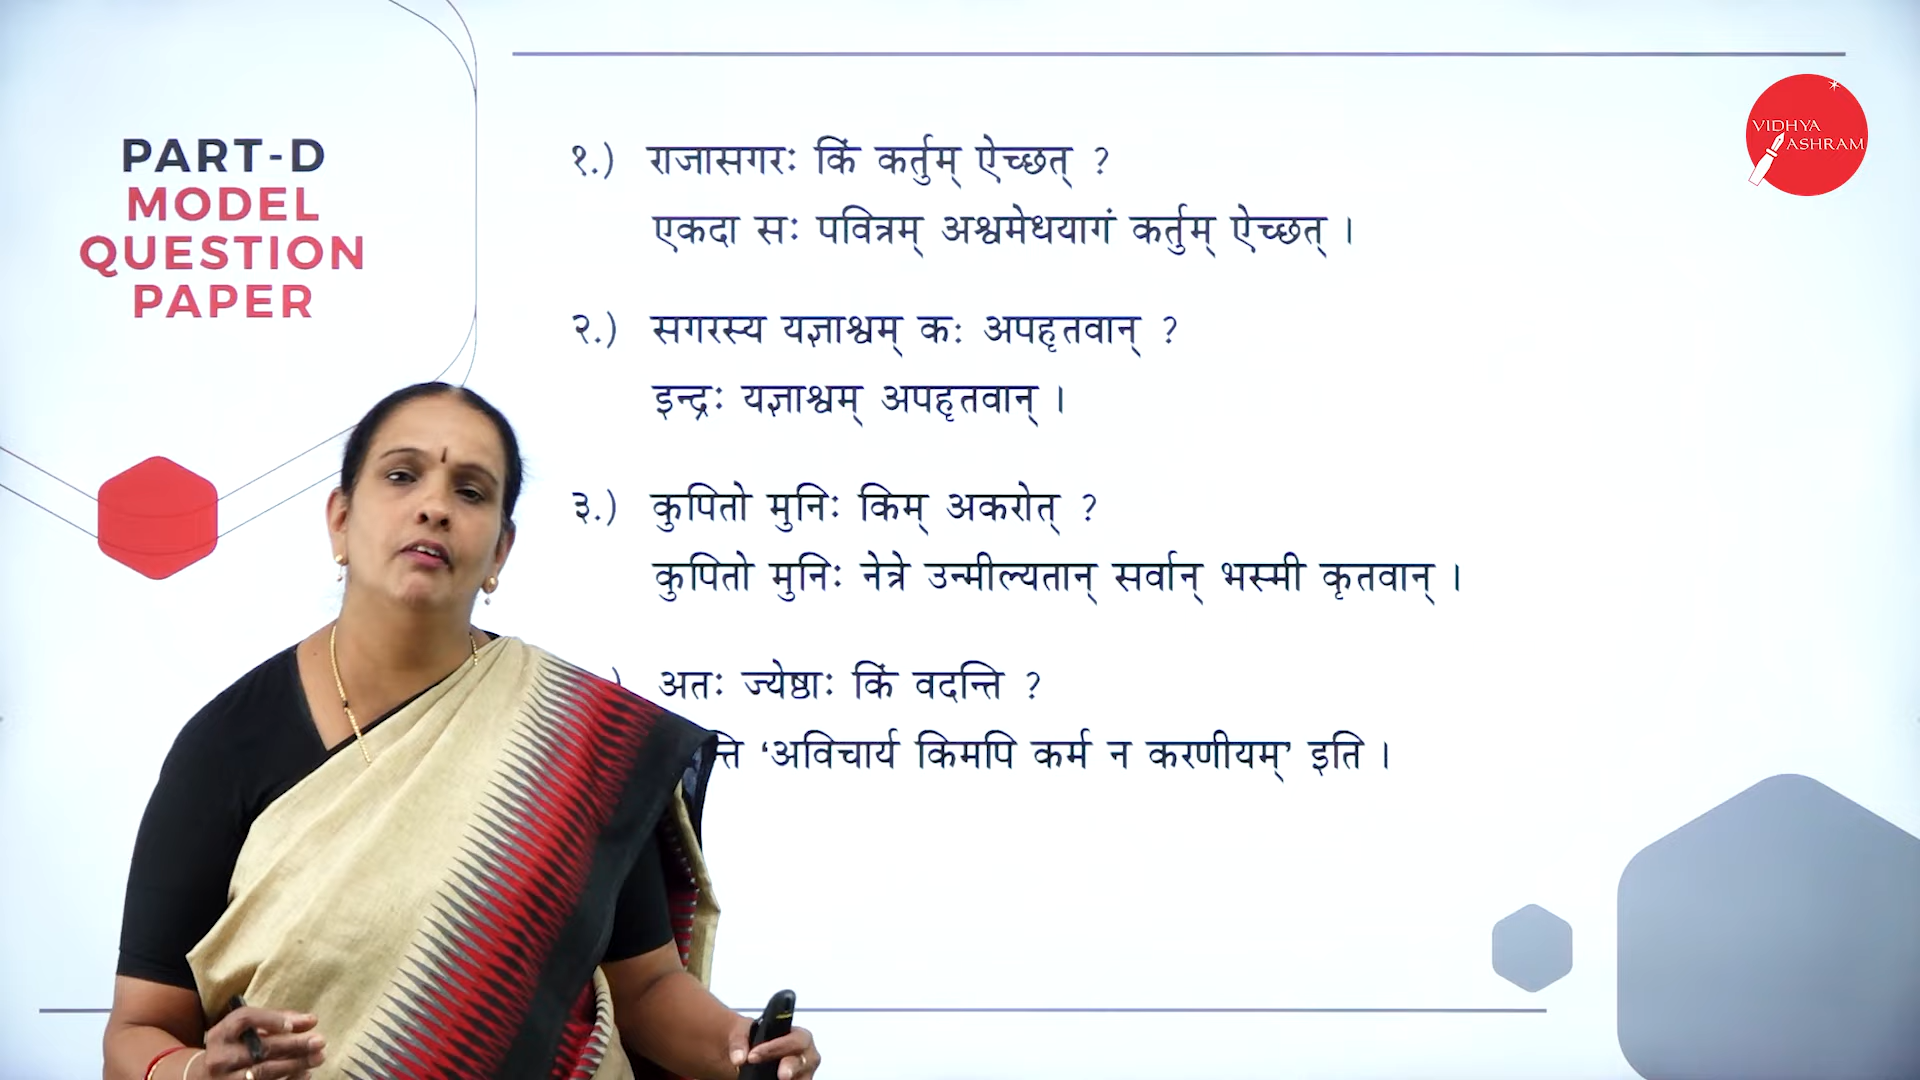 PART-D
MODEL
QUESTION
PAPER
VIDHYA
ASHRAM
१.) राजासगरः किं कर्तुम् ऐच्छत् ?
एकदा सः पवित्रम् अश्वमेधयागं कर्तुम् ऐच्छत् ।
२.) सगरस्य यज्ञाश्वम् कः अपहृतवान् ?
इन्द्रः यज्ञाश्वम् अपहृतवान् ।
३.) कुपितो मुनिः किम् अकरोत् ?
कुपितो मुनिः नेत्रे उन्मील्यतान् सर्वान् भस्मी कृतवान् ।
अतः ज्येष्ठाः किं वदन्ति ?
‘अविचार्य किमपि कर्म न करणीयम्’ इति ।